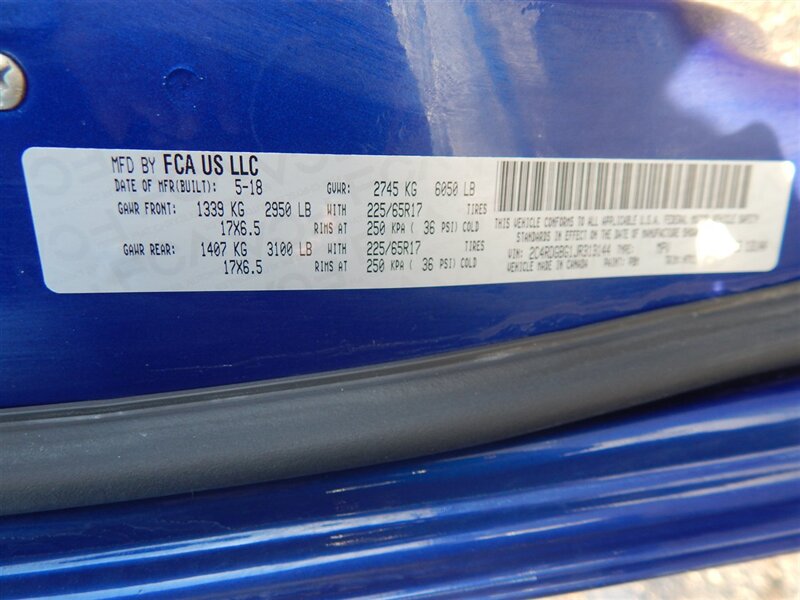 MFD BY FCA US LLC
DATE OF MFR(BUILT): 5-18 GVWR: 2745 KG 6050 LB
GAWR FRONT: 1339 KG 2950 LB WITH 225/65R17 TIRES
17X6.5 RIMS AT 250 KPA ( 36 PSI) COLD
GAWR REAR: 1407 KG 3100 LB WITH 225/65R17 TIRES
17X6.5 RIMS AT 250 KPA ( 36 PSI) COLD
THIS VEHICLE CONFORMS TO ALL APPLICABLE U.S.A. FEDERAL MOTOR VEHICLE SAFETY
STANDARDS IN EFFECT ON THE DATE OF MANUFACTURE
VIN: TYPE: MPV
VEHICLE MADE IN CANADA PAINT: PBM